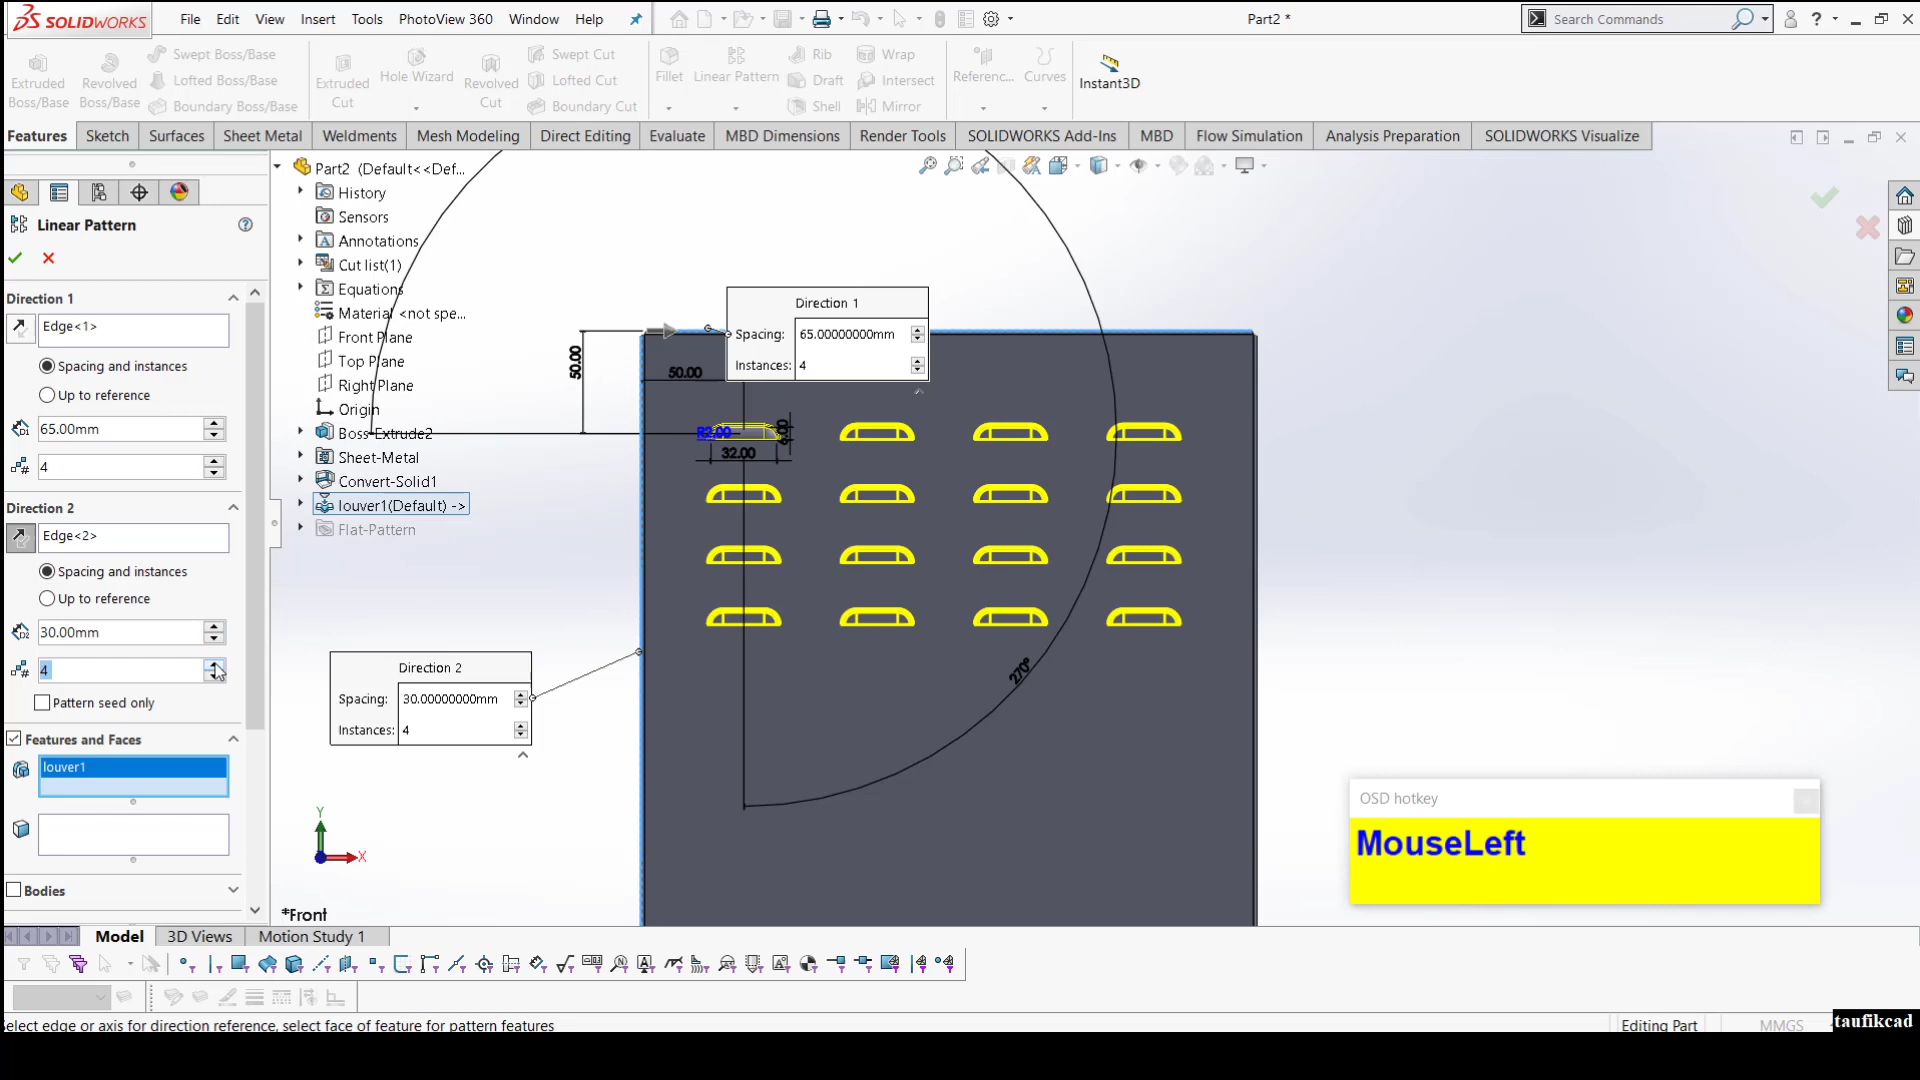 SOLIDWORKS
File
Edit
View
Insert
Tools
PhotoView 360
Window
Help
Part2 *
Search Commands
Extruded Boss/Base
Revolved Boss/Base
Swept Boss/Base
Lofted Boss/Base
Boundary Boss/Base
Extruded Cut
Hole Wizard
Revolved Cut
Swept Cut
Lofted Cut
Boundary Cut
Fillet
Linear Pattern
Rib
Draft
Shell
Wrap
Intersect
Mirror
Referenc...
Curves
Instant3D
Features
Sketch
Surfaces
Sheet Metal
Weldments
Mesh Modeling
Direct Editing
Evaluate
MBD Dimensions
Render Tools
SOLIDWORKS Add-Ins
MBD
Flow Simulation
Analysis Preparation
SOLIDWORKS Visualize
Linear Pattern
Direction 1
Edge<1>
Spacing and instances
Up to reference
65.00mm
4
Direction 2
Edge<2>
Spacing and instances
Up to reference
30.00mm
4
Pattern seed only
Features and Faces
louver1
Bodies
Part2 (Default<<Def...
History
Sensors
Annotations
Cut list(1)
Equations
Material <not spe...
Front Plane
Top Plane
Right Plane
Origin
Boss-Extrude2
Sheet-Metal
Convert-Solid1
louver1(Default) ->
Flat-Pattern
Direction 1
Spacing: 65.00000000mm
Instances: 4
50.00
50.00
R2.00
6.00
32.00
270°
Direction 2
Spacing: 30.00000000mm
Instances: 4
Y
X
*Front
OSD hotkey
MouseLeft
Model
3D Views
Motion Study 1
Select edge or axis for direction reference, select face of feature for pattern features
Editing Part
MMGS
taufikcad